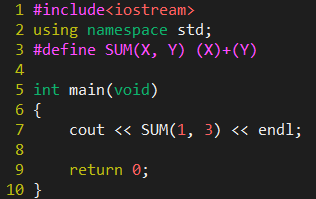 1 #include<iostream>
2 using namespace std;
3 #define SUM(X, Y) (X)+(Y)
4
5 int main(void)
6 {
7     cout << SUM(1, 3) << endl;
8
9     return 0;
10 }